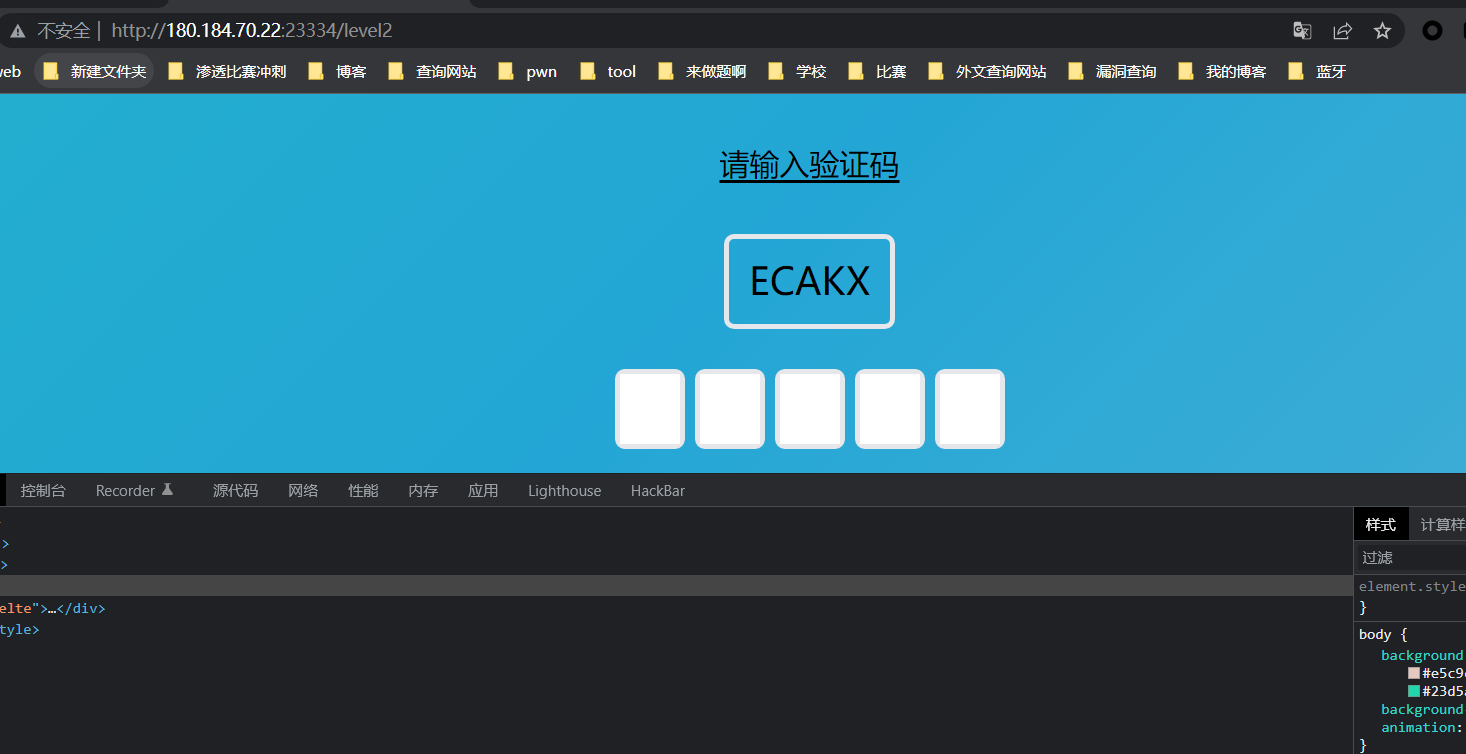 不安全 | http://180.184.70.22:23334/level2
web 新建文件夹 渗透比赛冲刺 博客 查询网站 pwn tool 来做题啊 学校 比赛 外文查询网站 漏洞查询 我的博客 蓝牙
请输入验证码
ECAKX
控制台 Recorder 源代码 网络 性能 内存 应用 Lighthouse HackBar
样式 计算样
>
过滤
>
element.style
elte">…</div>
}
tyle>
body {
background
#e5c9
#23d5
background
animation:
}